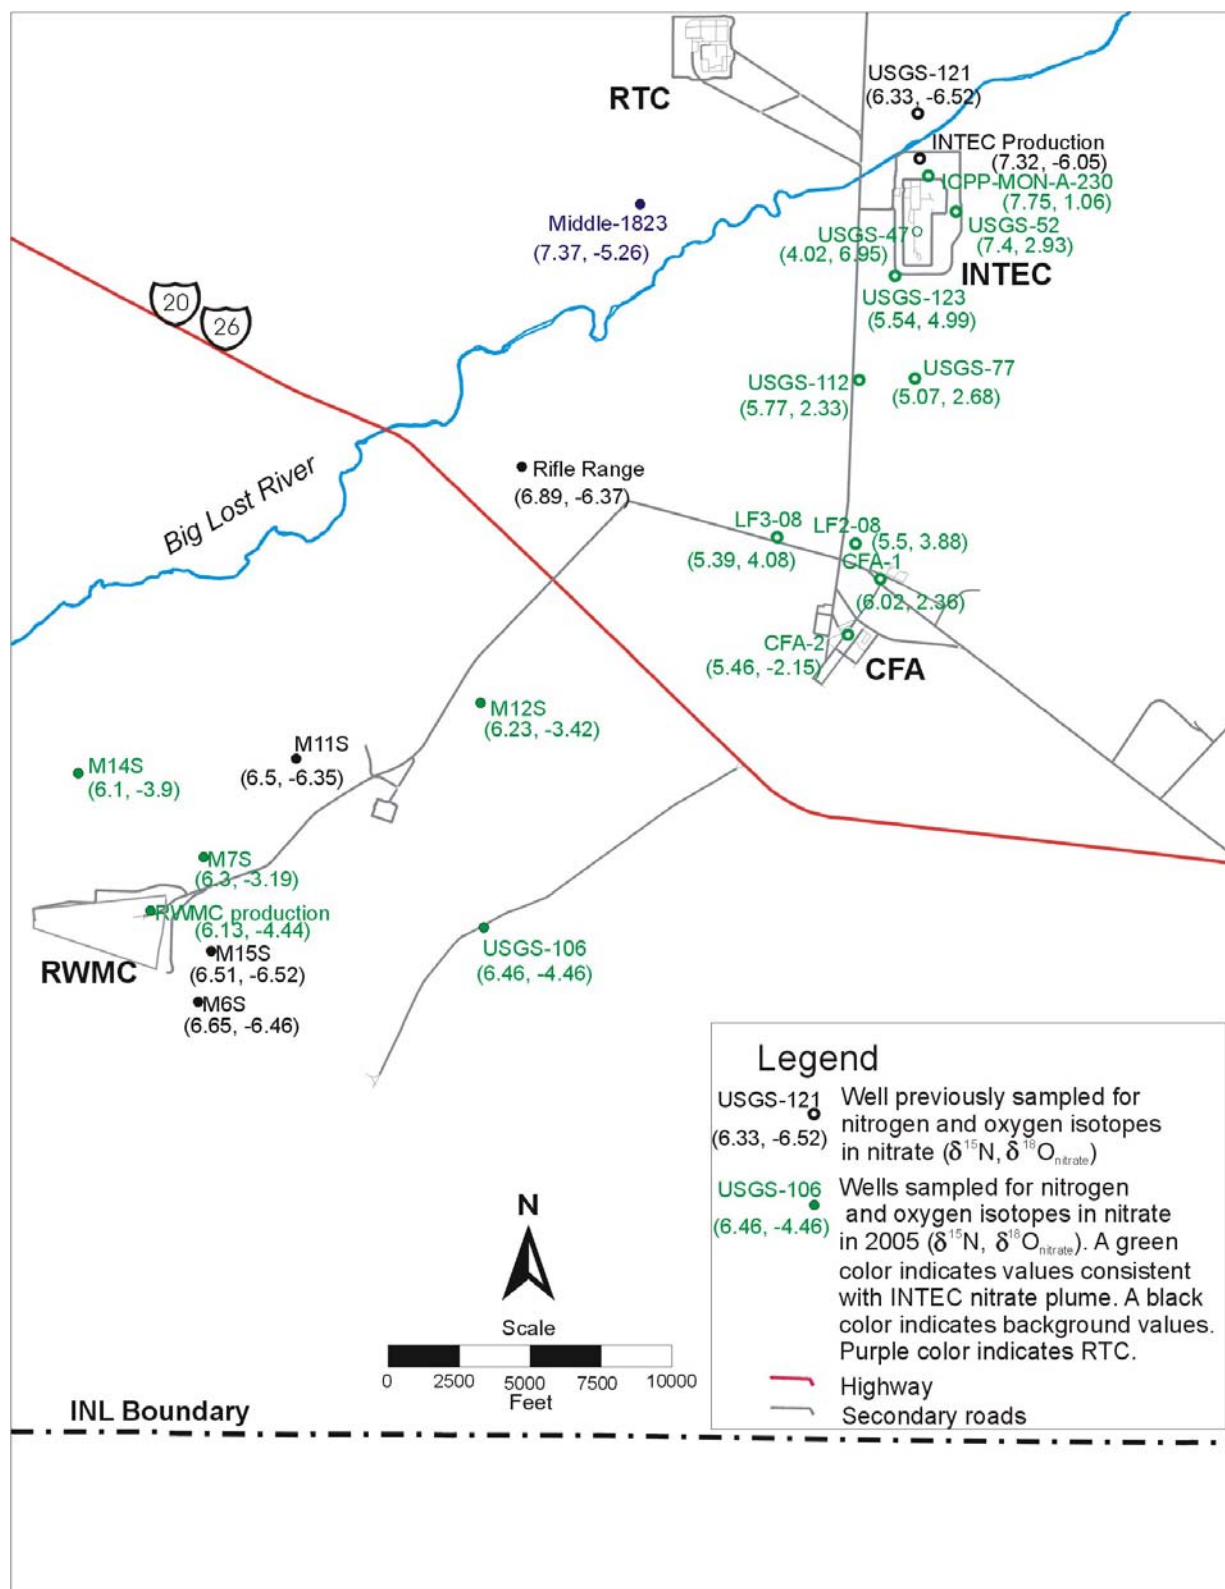 RTC
USGS-121
(6.33, -6.52)
INTEC Production
(7.32, -6.05)
ICPP-MON-A-230
(7.75, 1.06)
USGS-52
(7.4, 2.93)
USGS-47
(4.02, 6.95)
INTEC
Middle-1823
(7.37, -5.26)
USGS-123
(5.54, 4.99)
20
26
USGS-112
(5.77, 2.33)
USGS-77
(5.07, 2.68)
Big Lost River
Rifle Range
(6.89, -6.37)
LF3-08
(5.39, 4.08)
LF2-08
(5.5, 3.88)
CFA-1
(6.02, 2.36)
CFA-2
(5.46, -2.15)
CFA
M12S
(6.23, -3.42)
M11S
(6.5, -6.35)
M14S
(6.1, -3.9)
M7S
(6.3, -3.19)
RWMC production
(6.13, -4.44)
RWMC
M15S
(6.51, -6.52)
M6S
(6.65, -6.46)
USGS-106
(6.46, -4.46)
Legend
USGS-121
(6.33, -6.52)
Well previously sampled for
nitrogen and oxygen isotopes
in nitrate (δ¹⁵N, δ¹⁸Onitrate)
USGS-106
(6.46, -4.46)
Wells sampled for nitrogen
and oxygen isotopes in nitrate
in 2005 (δ¹⁵N, δ¹⁸Onitrate). A green
color indicates values consistent
with INTEC nitrate plume. A black
color indicates background values.
Purple color indicates RTC.
Highway
Secondary roads
N
Scale
0 2500 5000 7500 10000
Feet
INL Boundary